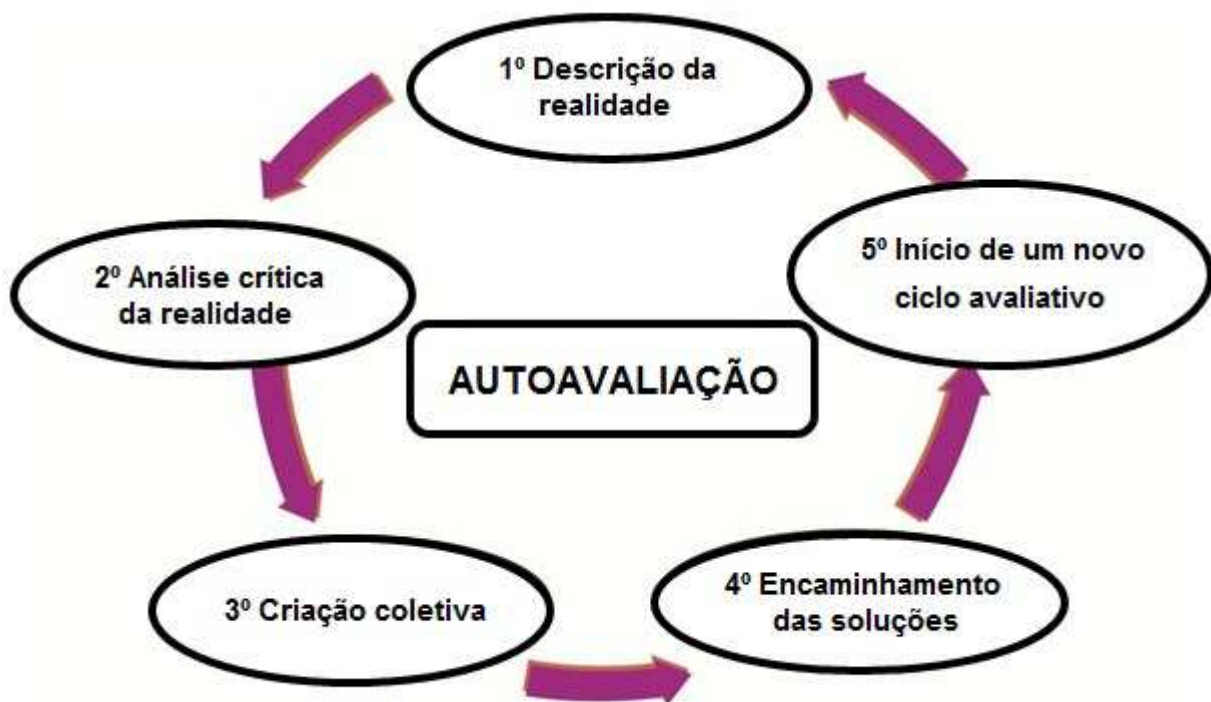 1º Descrição da
realidade
2º Análise crítica
da realidade
5º Início de um novo
ciclo avaliativo
AUTOAVALIAÇÃO
3º Criação coletiva
4º Encaminhamento
das soluções